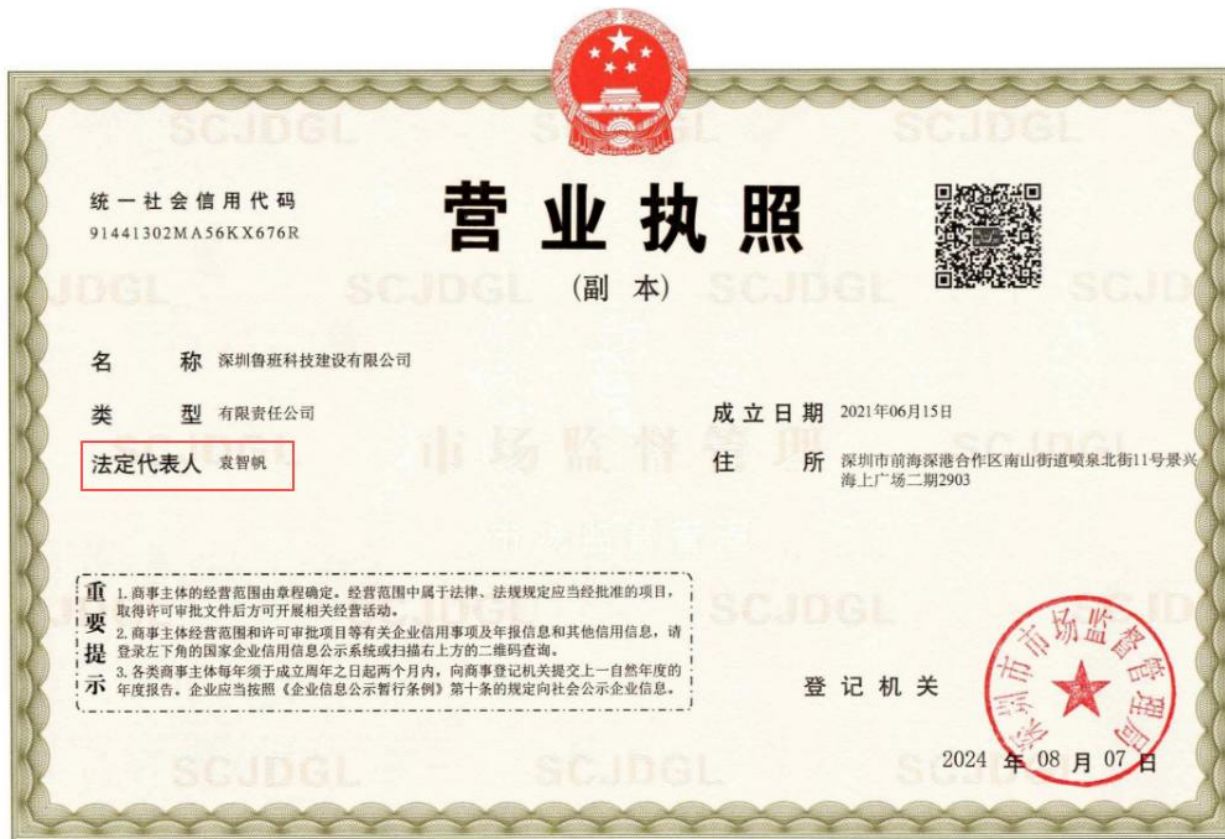 统一社会信用代码
91441302MA56KX676R
营业执照
(副 本)
名 称 深圳鲁班科技建设有限公司
类 型 有限责任公司
法定代表人 袁智帆
成立日期 2021年06月15日
住 所 深圳市前海深港合作区南山街道喷泉北街11号景兴
海上广场二期2903
重要提示
1.商事主体的经营范围由章程确定。经营范围中属于法律、法规规定应当经批准的项目，
取得许可审批文件后方可开展相关经营活动。
2.商事主体经营范围和许可审批项目等有关企业信用事项及年报信息和其他信用信息，请
登录左下角的国家企业信用信息公示系统或扫描右上方的二维码查询。
3.各类商事主体每年须于成立周年之日起两个月内，向商事登记机关提交上一自然年度的
年度报告。企业应当按照《企业信息公示暂行条例》第十条的规定向社会公示企业信息。
登记机关
深圳市市场监督管理局
2024 年 08 月 07 日
SCJDGL
市场监督管理